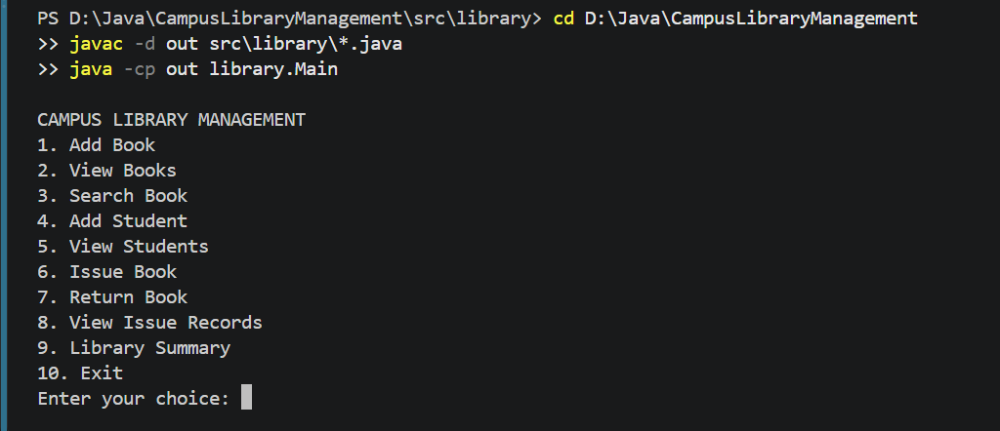 PS D:\Java\CampusLibraryManagement\src\library> cd D:\Java\CampusLibraryManagement
>> javac -d out src\library\*.java
>> java -cp out library.Main
CAMPUS LIBRARY MANAGEMENT
1. Add Book
2. View Books
3. Search Book
4. Add Student
5. View Students
6. Issue Book
7. Return Book
8. View Issue Records
9. Library Summary
10. Exit
Enter your choice: